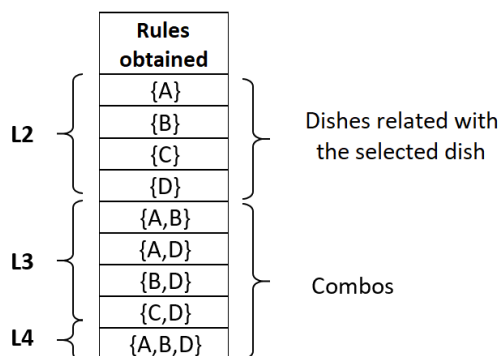 Rules
obtained
{A}
{B}
{C}
{D}
{A,B}
{A,D}
{B,D}
{C,D}
{A,B,D}
L2
L3
L4
Dishes related with
the selected dish
Combos